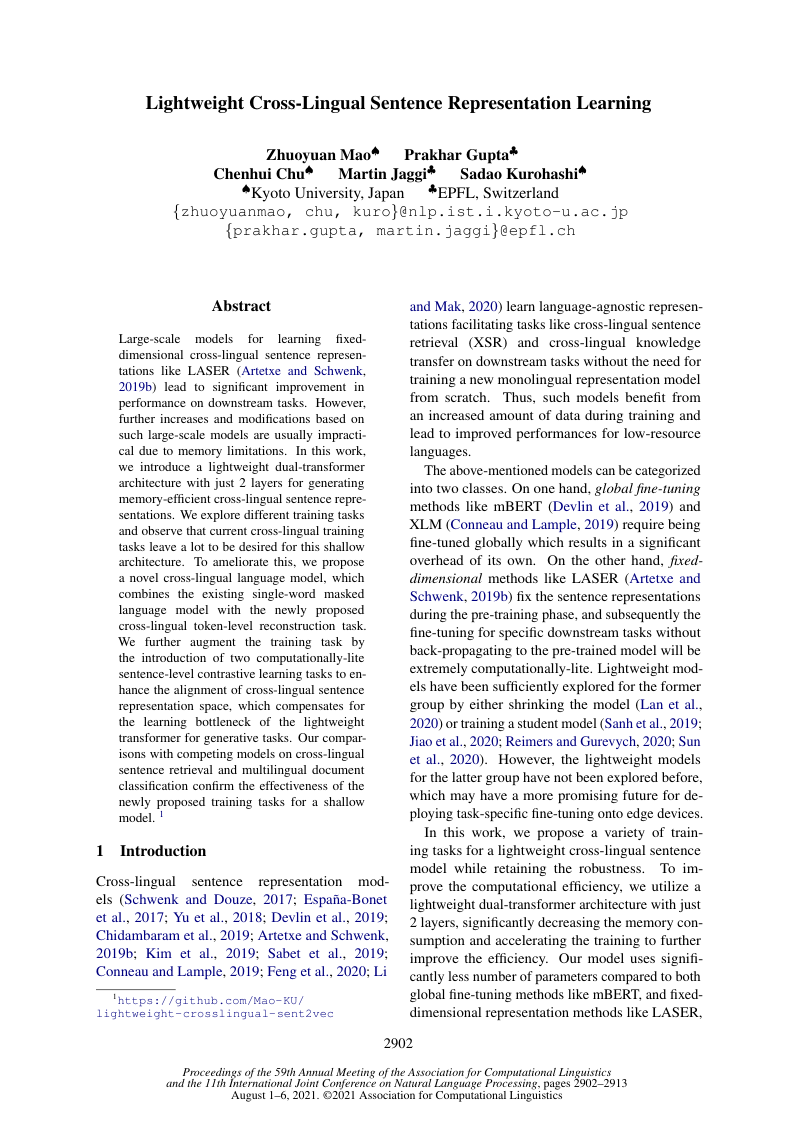 Lightweight Cross-Lingual Sentence Representation Learning
Zhuoyuan Mao♠ Prakhar Gupta♣
Chenhui Chu♠ Martin Jaggi♣ Sadao Kurohashi♠
♠Kyoto University, Japan ♣EPFL, Switzerland
{zhuoyuanmao, chu, kuro}@nlp.ist.i.kyoto-u.ac.jp
{prakhar.gupta, martin.jaggi}@epfl.ch
Abstract
Large-scale models for learning fixed-
dimensional cross-lingual sentence represen-
tations like LASER (Artetxe and Schwenk,
2019b) lead to significant improvement in
performance on downstream tasks. However,
further increases and modifications based on
such large-scale models are usually impracti-
cal due to memory limitations. In this work,
we introduce a lightweight dual-transformer
architecture with just 2 layers for generating
memory-efficient cross-lingual sentence repre-
sentations. We explore different training tasks
and observe that current cross-lingual training
tasks leave a lot to be desired for this shallow
architecture. To ameliorate this, we propose
a novel cross-lingual language model, which
combines the existing single-word masked
language model with the newly proposed
cross-lingual token-level reconstruction task.
We further augment the training task by
the introduction of two computationally-lite
sentence-level contrastive learning tasks to en-
hance the alignment of cross-lingual sentence
representation space, which compensates for
the learning bottleneck of the lightweight
transformer for generative tasks. Our compar-
isons with competing models on cross-lingual
sentence retrieval and multilingual document
classification confirm the effectiveness of the
newly proposed training tasks for a shallow
model. 1
1 Introduction
Cross-lingual sentence representation mod-
els (Schwenk and Douze, 2017; España-Bonet
et al., 2017; Yu et al., 2018; Devlin et al., 2019;
Chidambaram et al., 2019; Artetxe and Schwenk,
2019b; Kim et al., 2019; Sabet et al., 2019;
Conneau and Lample, 2019; Feng et al., 2020; Li
1https://github.com/Mao-KU/
lightweight-crosslingual-sent2vec
and Mak, 2020) learn language-agnostic represen-
tations facilitating tasks like cross-lingual sentence
retrieval (XSR) and cross-lingual knowledge
transfer on downstream tasks without the need for
training a new monolingual representation model
from scratch. Thus, such models benefit from
an increased amount of data during training and
lead to improved performances for low-resource
languages.
The above-mentioned models can be categorized
into two classes. On one hand, global fine-tuning
methods like mBERT (Devlin et al., 2019) and
XLM (Conneau and Lample, 2019) require being
fine-tuned globally which results in a significant
overhead of its own. On the other hand, fixed-
dimensional methods like LASER (Artetxe and
Schwenk, 2019b) fix the sentence representations
during the pre-training phase, and subsequently the
fine-tuning for specific downstream tasks without
back-propagating to the pre-trained model will be
extremely computationally-lite. Lightweight mod-
els have been sufficiently explored for the former
group by either shrinking the model (Lan et al.,
2020) or training a student model (Sanh et al., 2019;
Jiao et al., 2020; Reimers and Gurevych, 2020; Sun
et al., 2020). However, the lightweight models
for the latter group have not been explored before,
which may have a more promising future for de-
ploying task-specific fine-tuning onto edge devices.
In this work, we propose a variety of train-
ing tasks for a lightweight cross-lingual sentence
model while retaining the robustness. To im-
prove the computational efficiency, we utilize a
lightweight dual-transformer architecture with just
2 layers, significantly decreasing the memory con-
sumption and accelerating the training to further
improve the efficiency. Our model uses signifi-
cantly less number of parameters compared to both
global fine-tuning methods like mBERT, and fixed-
dimensional representation methods like LASER,
2902
Proceedings of the 59th Annual Meeting of the Association for Computational Linguistics
and the 11th International Joint Conference on Natural Language Processing, pages 2902–2913
August 1–6, 2021. ©2021 Association for Computational Linguistics